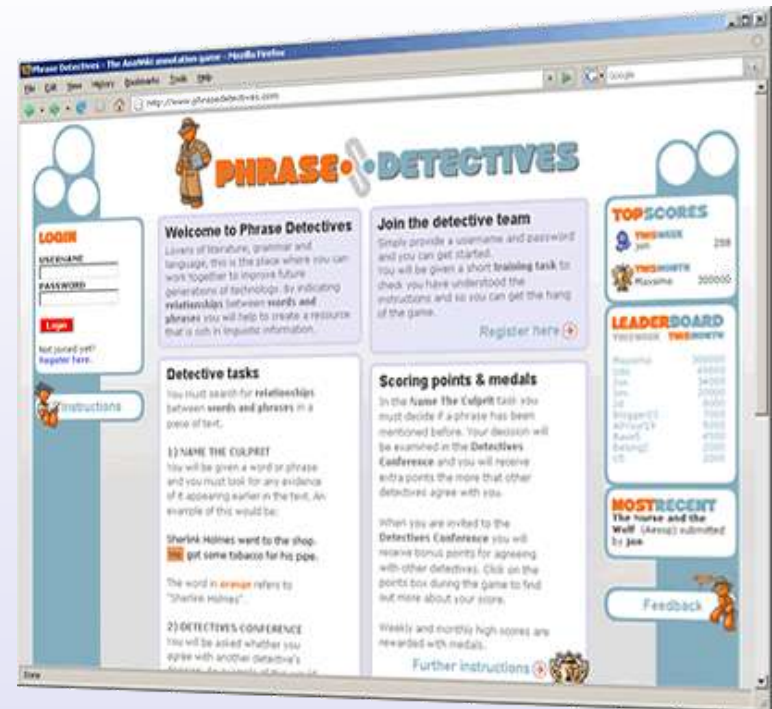 Phrase Detectives - The AnaWiki annotation game - Mozilla Firefox
File Edit View History Bookmarks Tools Help
http://www.phrasedetectives.com
Google
PHRASE DETECTIVES
LOGIN
USERNAME
PASSWORD
Login
Not joined yet?
Register here.
Instructions
Welcome to Phrase Detectives
Lovers of literature, grammar and
language, this is the place where you can
work together to improve future
generations of technology. By indicating
relationships between words and
phrases you will help to create a resource
that is rich in linguistic information.
Join the detective team
Simply provide a username and password
and you can get started.
You will be given a short training task to
check you have understood the
instructions and so you can get the hang
of the game.
Register here
Detective tasks
You must search for relationships
between words and phrases in a
piece of text.
1) NAME THE CULPRIT
You will be given a word or phrase
and you must look for any evidence
of it appearing earlier in the text. An
example of this would be:
Sherlink Holmes went to the shop.
He got some tobacco for his pipe.
The word in orange refers to
"Sherlink Holmes".
2) DETECTIVES CONFERENCE
You will be asked whether you
agree with another detective's
Scoring points & medals
In the Name The Culprit task you
must decide if a phrase has been
mentioned before. Your decision will
be examined in the Detectives
Conference and you will receive
extra points the more that other
detectives agree with you.
When you are invited to the
Detectives Conference you will
receive bonus points for agreeing
with other detectives. Click on the
points box during the game to find
out more about your score.
Weekly and monthly high scores are
rewarded with medals.
Further instructions
TOPSCORES
THISWEEK
jon
THISMONTH
300000
LEADERBOARD
THISWEEK THISMONTH
300000
MOSTRECENT
The Nurse and the
Wolf (Aesop) submitted
by jon
Feedback
Done